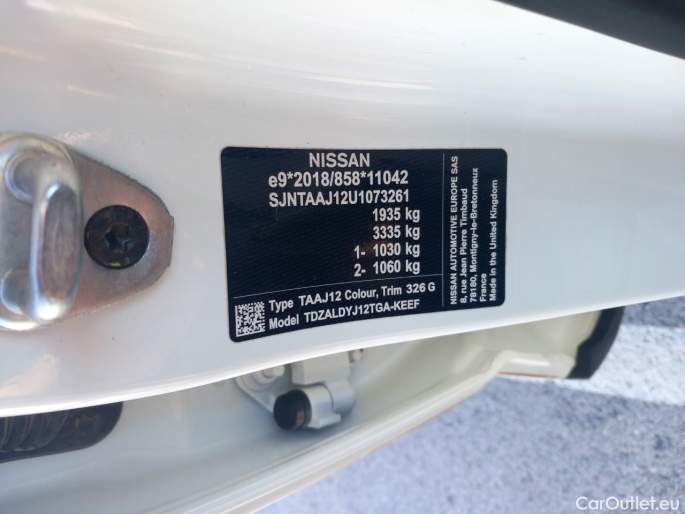 NISSAN
e9*2018/858*11042
SJNTAAJ12U1073261
1935 kg
3335 kg
1- 1030 kg
2- 1060 kg
Type TAAJ12 Colour, Trim 326 G
Model TDZALDYJ12TGA-KEEF
NISSAN AUTOMOTIVE EUROPE SAS
8, rue Jean Pierre Timbaud
78180, Montigny-le-Bretonneux
France
Made in the United Kingdom
CarOutlet.eu